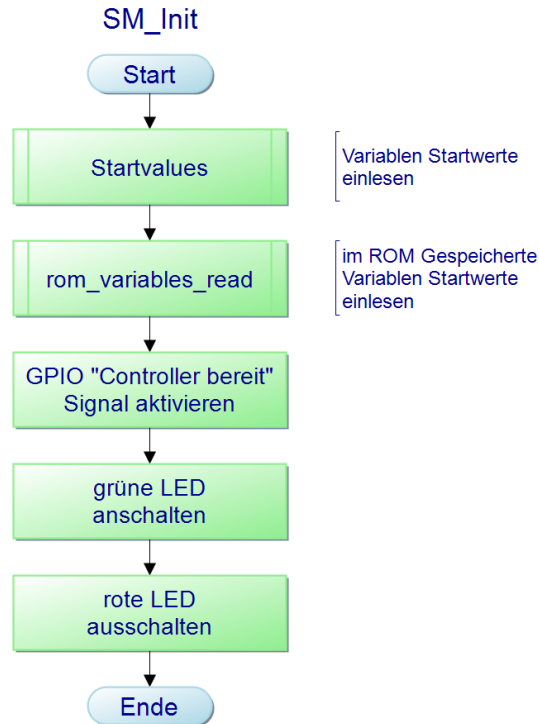 SM_Init
Start
Startvalues
Variablen Startwerte
einlesen
rom_variables_read
im ROM Gespeicherte
Variablen Startwerte
einlesen
GPIO "Controller bereit"
Signal aktivieren
grüne LED
anschalten
rote LED
ausschalten
Ende